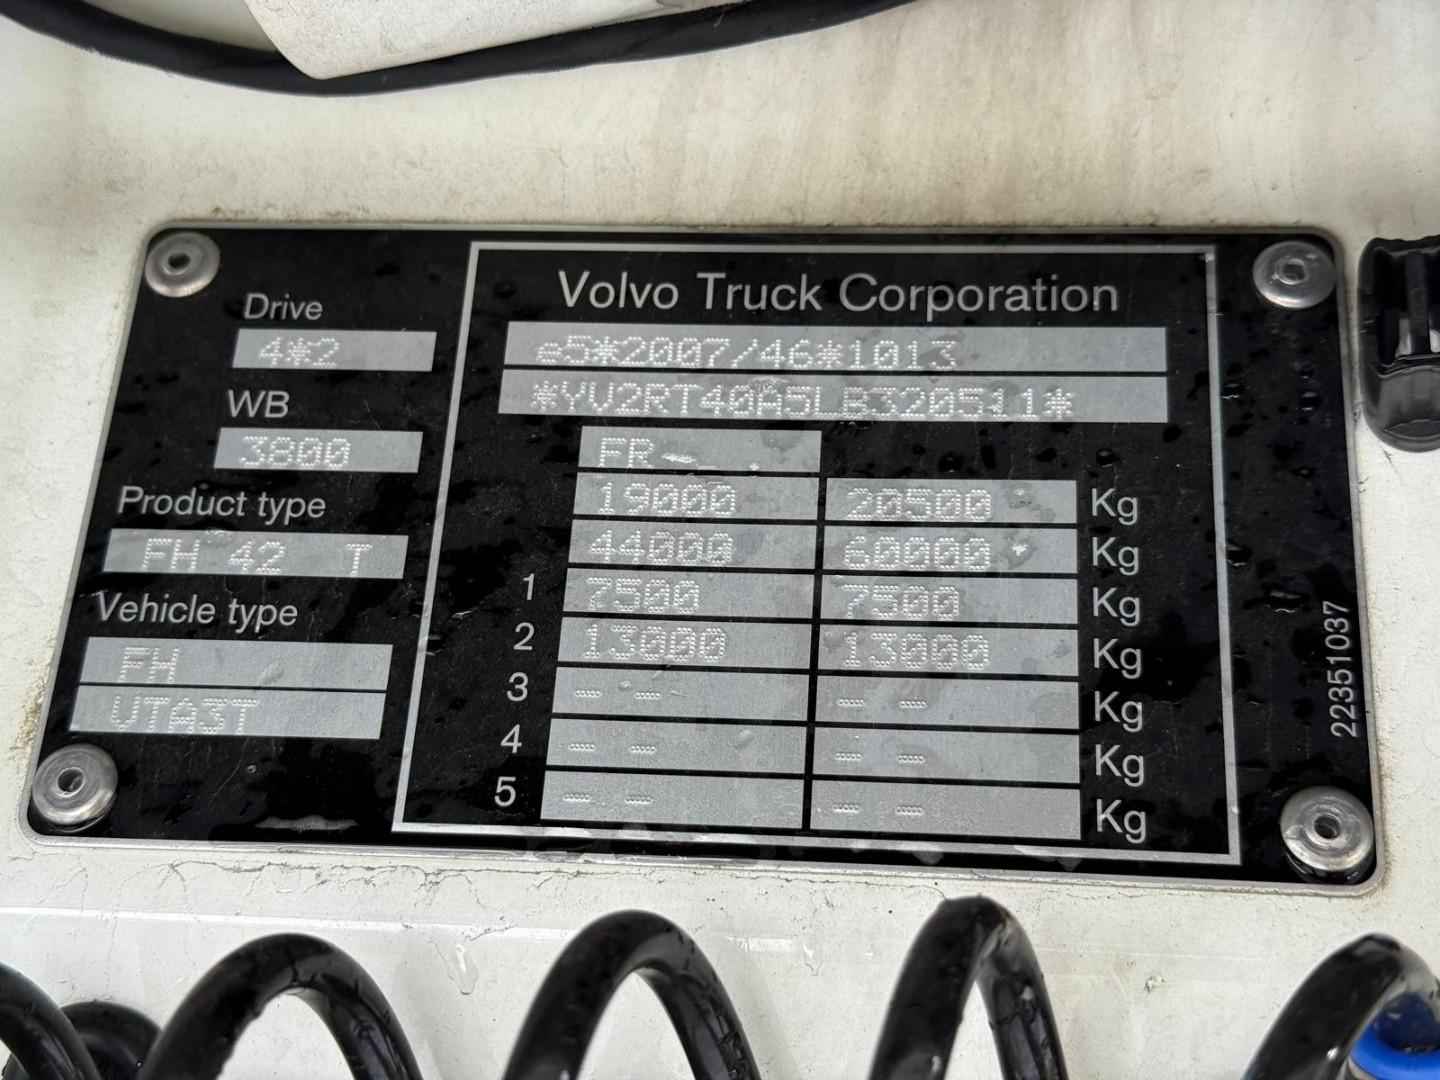 Drive
4*2
WB
3800
Product type
FH 42 T
Vehicle type
FH
VTA3T
Volvo Truck Corporation
e5*2007/46*1013
*YV2RT40A5LB320511*
FR
19000 20500 Kg
44000 60000 Kg
1 7500 7500 Kg
2 13000 13000 Kg
3 -- -- -- -- Kg
4 -- -- -- -- Kg
5 -- -- -- -- Kg
22351037